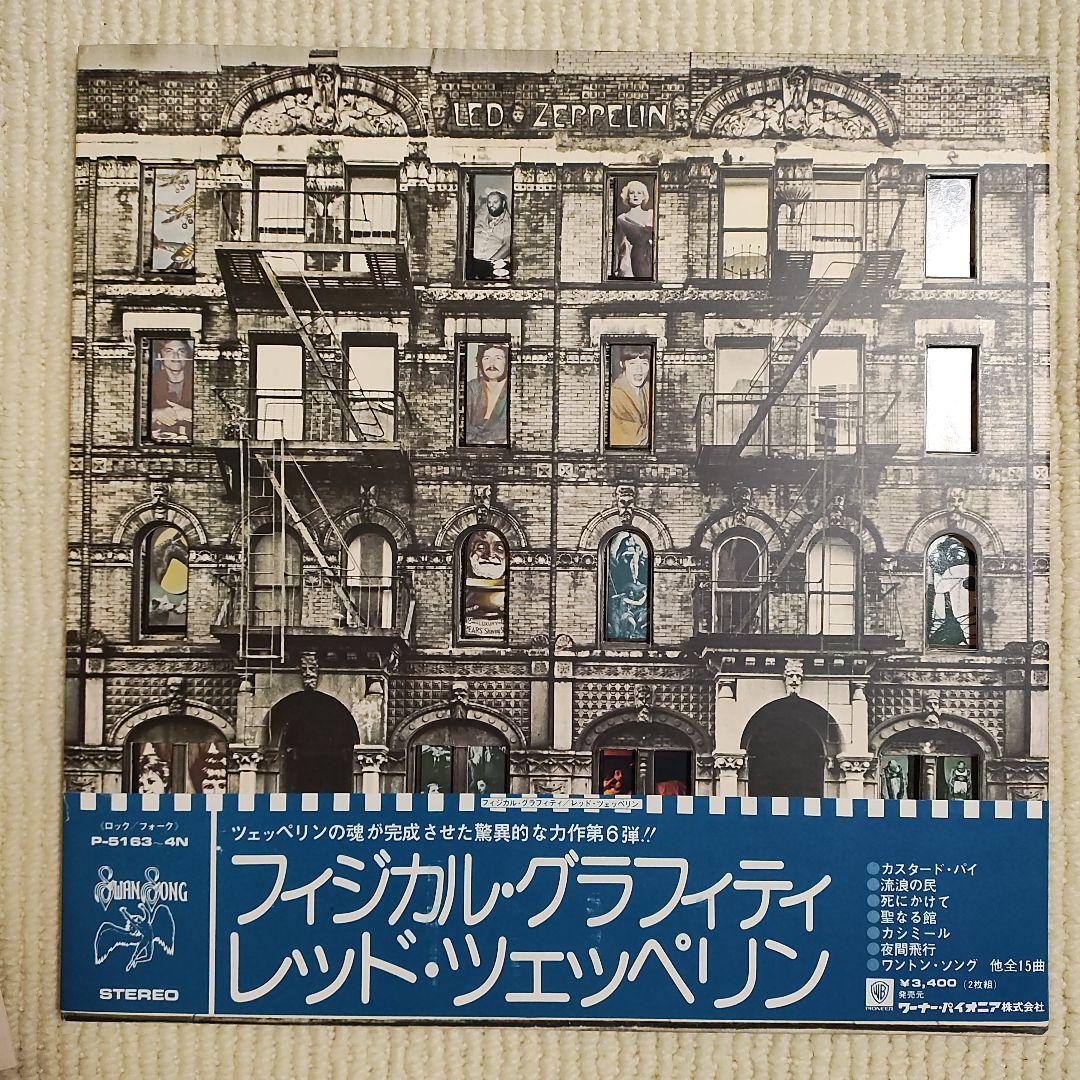 LED ZEPPELIN
PEARS
フィジカル・グラフィティ/レッド・ツェッペリン
《ロック/フォーク》
P-5163~4N
SWAN SONG
STEREO
ツェッペリンの魂が完成させた驚異的な力作第6弾!!
フィジカル・グラフィティ
レッド・ツェッペリン
●カスタード・パイ
●流浪の民
●死にかけて
●聖なる館
●カシミール
●夜間飛行
●ワントン・ソング 他全15曲
¥3,400(2枚組)
発売元
WB
PIONEER
ワーナー・パイオニア株式会社